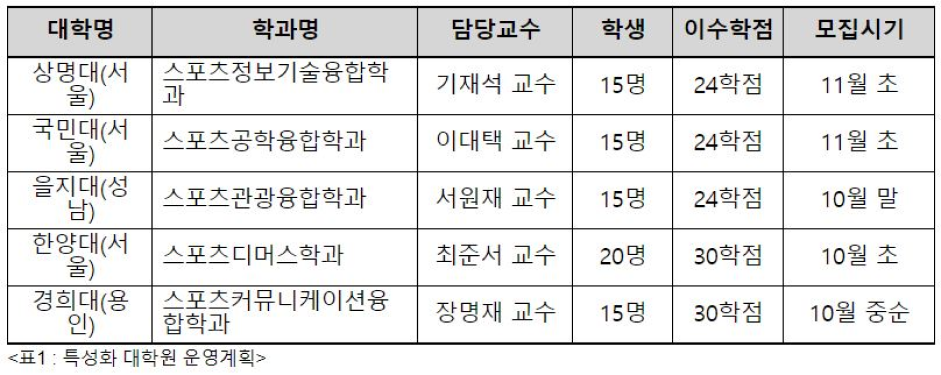 대학명 학과명 담당교수 학생 이수학점 모집시기
상명대(서울) 스포츠정보기술융합학과 기재석 교수 15명 24학점 11월 초
국민대(서울) 스포츠공학융합학과 이대택 교수 15명 24학점 11월 초
을지대(성남) 스포츠관광융합학과 서원재 교수 15명 24학점 10월 말
한양대(서울) 스포츠디머스학과 최준서 교수 20명 30학점 10월 초
경희대(용인) 스포츠커뮤니케이션융합학과 장명재 교수 15명 30학점 10월 중순
<표1 : 특성화 대학원 운영계획>